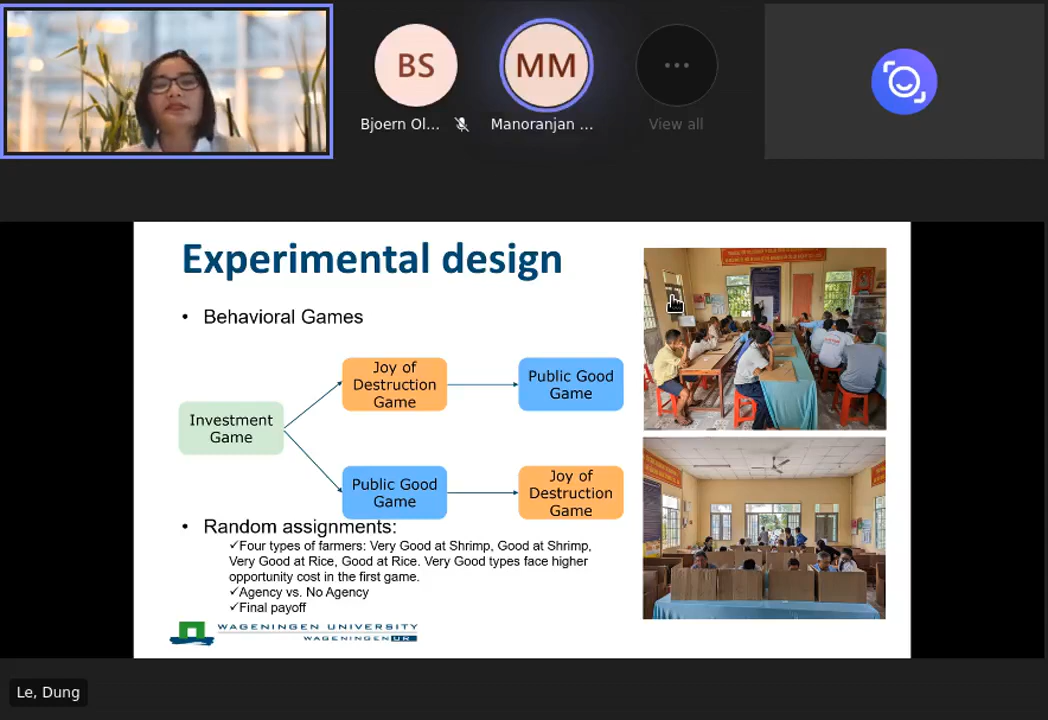 BS
MM
Bjoern Ol...
Manoranjan ...
View all
Experimental design
• Behavioral Games
Joy of
Destruction
Game
Public Good
Game
Investment
Game
Public Good
Game
Joy of
Destruction
Game
• Random assignments:
✓Four types of farmers: Very Good at Shrimp, Good at Shrimp,
Very Good at Rice, Good at Rice. Very Good types face higher
opportunity cost in the first game.
✓Agency vs. No Agency
✓Final payoff
WAGENINGEN UNIVERSITY
WAGENINGEN UR
Le, Dung